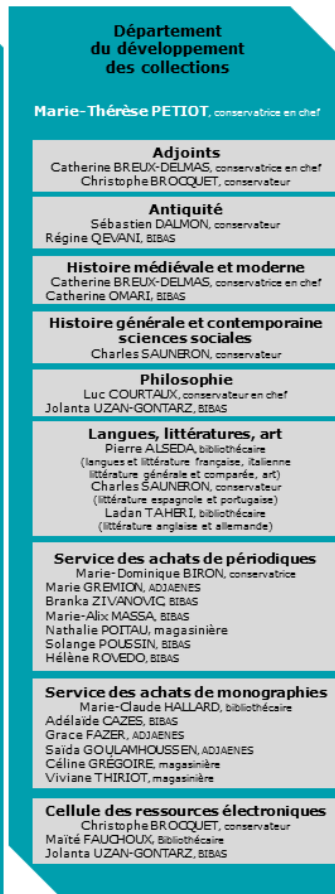 Département
du développement
des collections
Marie-Thérèse PETIOT, conservatrice en chef
Adjoints
Catherine BREUX-DELMAS, conservatrice en chef
Christophe BROCQUET, conservateur
Antiquité
Sébastien DALMON, conservateur
Régine QEVANI, BIBAS
Histoire médiévale et moderne
Catherine BREUX-DELMAS, conservatrice en chef
Catherine OMARI, BIBAS
Histoire générale et contemporaine
sciences sociales
Charles SAUNERON, conservateur
Philosophie
Luc COURTAUX, conservateur en chef
Jolanta UZAN-GONTARZ, BIBAS
Langues, littératures, art
Pierre ALSEDA, bibliothécaire
(langues et littérature française, italienne
littérature générale et comparée, art)
Charles SAUNERON, conservateur
(littérature espagnole et portugaise)
Ladan TAHERI, bibliothécaire
(littérature anglaise et allemande)
Service des achats de périodiques
Marie-Dominique BIRON, conservatrice
Marie GREMION, ADJAENES
Branka ZIVANOVIC, BIBAS
Marie-Alix MASSA, BIBAS
Nathalie POITAU, magasinière
Solange POUSSIN, BIBAS
Hélène ROVEDO, BIBAS
Service des achats de monographies
Marie-Claude HALLARD, bibliothécaire
Adélaïde CAZES, BIBAS
Grace FAZER, ADJAENES
Saïda GOULAMHOUSSEN, ADJAENES
Céline GRÉGOIRE, magasinière
Viviane THIRIOT, magasinière
Cellule des ressources électroniques
Christophe BROCQUET, conservateur
Maïté FAUCHOUX, Bibliothécaire
Jolanta UZAN-GONTARZ, BIBAS